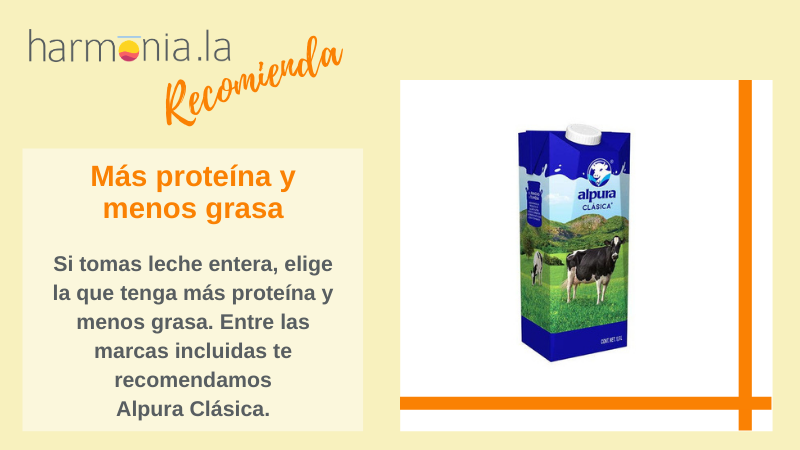 harmonia.la
Recomienda
Más proteína y
menos grasa
Si tomas leche entera, elige
la que tenga más proteína y
menos grasa. Entre las
marcas incluidas te
recomendamos
Alpura Clásica.
alpura
CLÁSICA